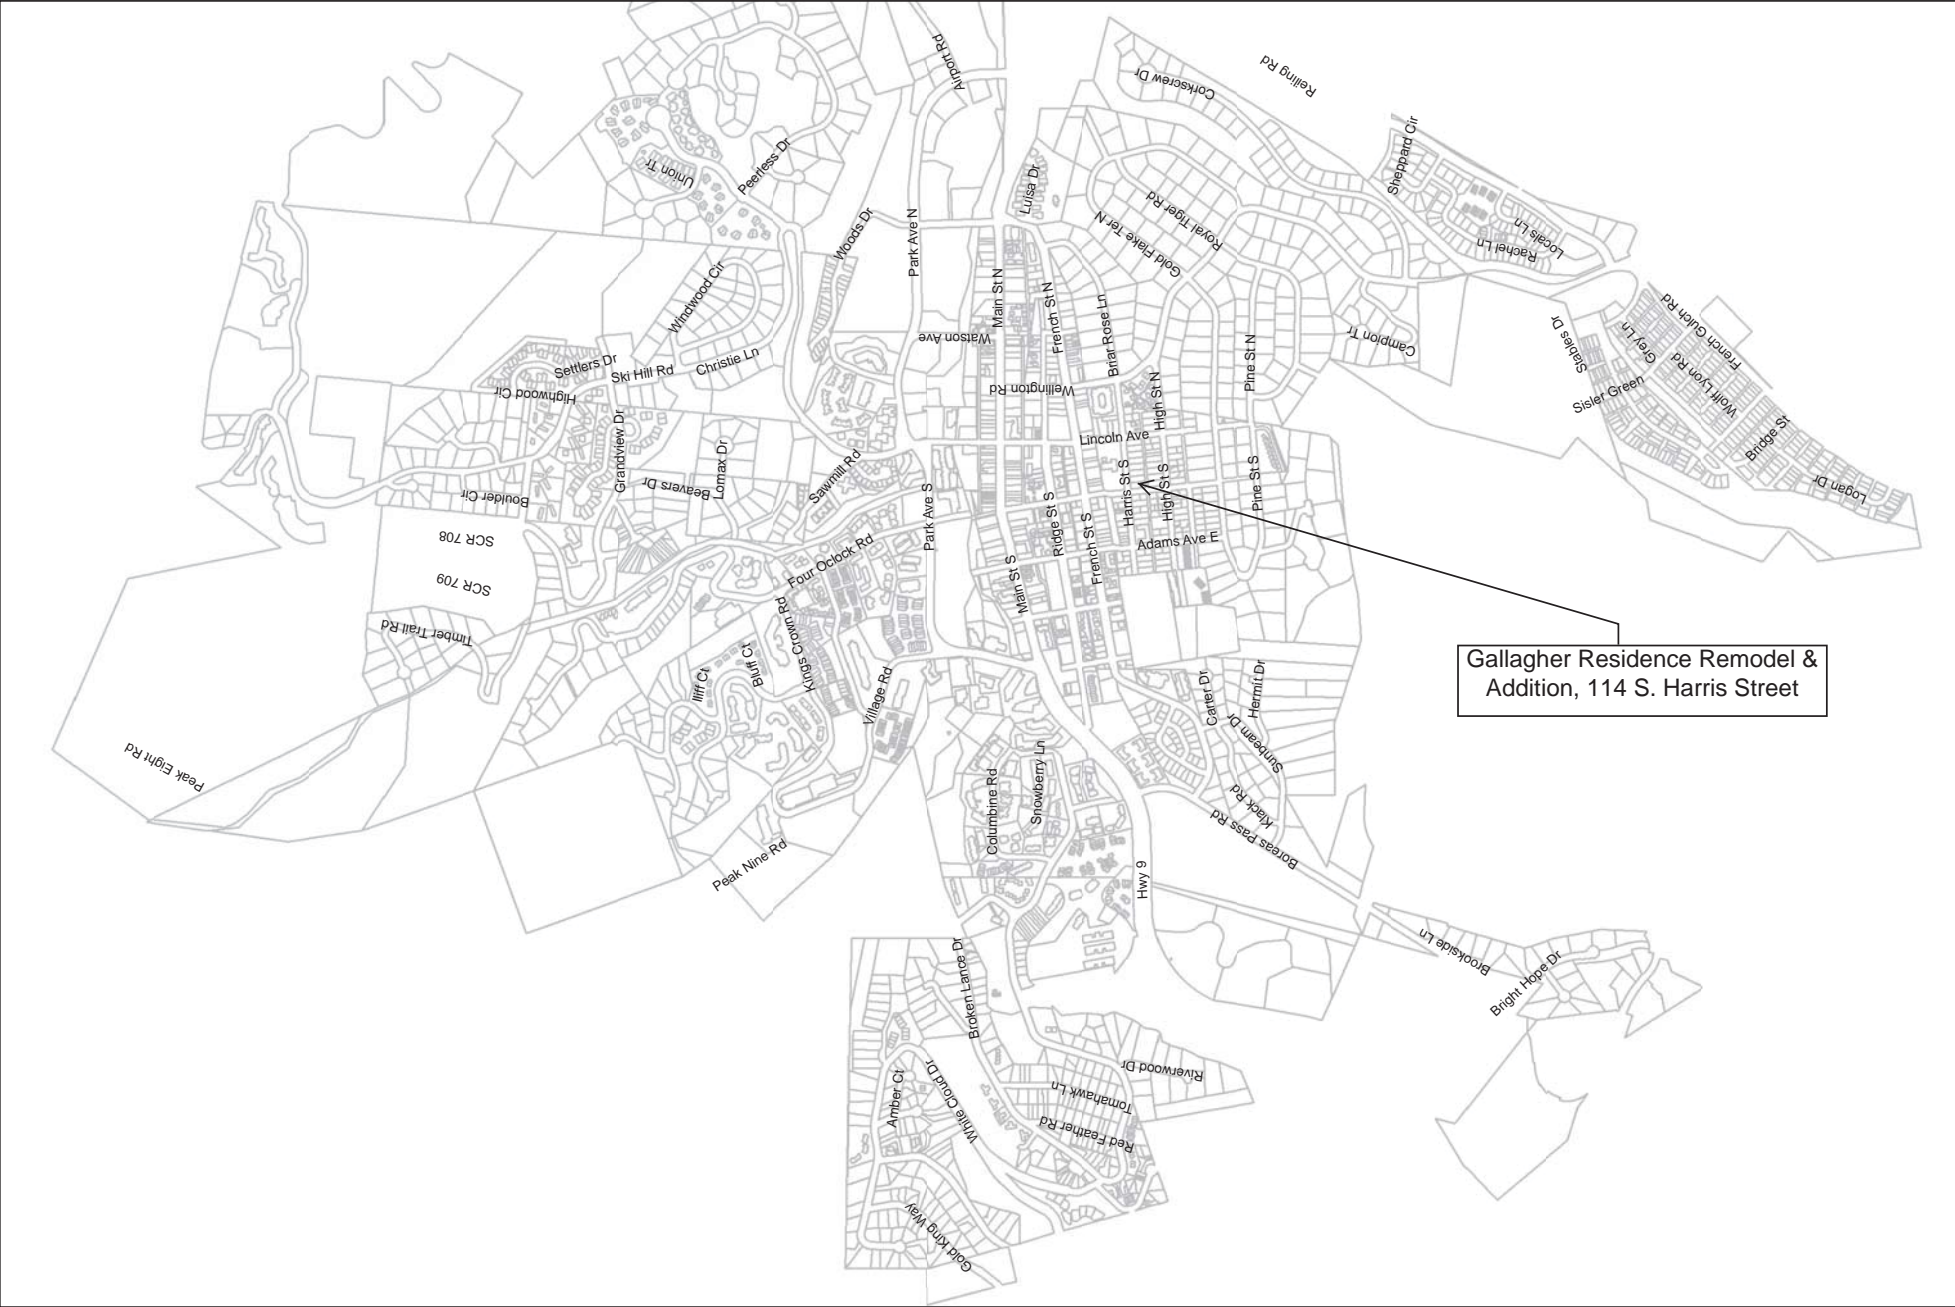 Airport Rd
Reiling Rd
Corkscrew Dr
Sheppard Cir
Union Tr
Peerless Dr
Luisa Dr
Royal Tiger Rd
Gold Flake Ter N
Woods Dr
Park Ave N
Locals Ln
Rachel Ln
Windwood Cir
Main St N
French St N
Briar Rose Ln
Watson Ave
Campion Tr
Stables Dr
Grey Ln
French Gulch Rd
Wolff Lyon Rd
Settlers Dr
Ski Hill Rd
Christie Ln
Highwood Cir
Wellington Rd
High St N
Pine St N
Sisler Green
Grandview Dr
Lincoln Ave
Bridge St
Lomax Dr
Beavers Dr
Sawmill Rd
Boulder Cir
Park Ave S
Harris St S
High St S
Pine St S
Logan Dr
Ridge St S
French St S
Adams Ave E
SCR 708
SCR 709
Four Oclock Rd
Main St S
Timber Trail Rd
Kings Crown Rd
Bluff Ct
Iliff Ct
Village Rd
Carter Dr
Hermit Dr
Sunbeam Dr
Gallagher Residence Remodel &
Addition, 114 S. Harris Street
Peak Eight Rd
Columbine Rd
Snowberry Ln
Klack Rd
Boreas Pass Rd
Peak Nine Rd
Hwy 9
Brookside Ln
Bright Hope Dr
Broken Lance Dr
Riverwood Dr
Amber Ct
White Cloud Dr
Tomahawk Ln
Red Feather Rd
Gold King Way